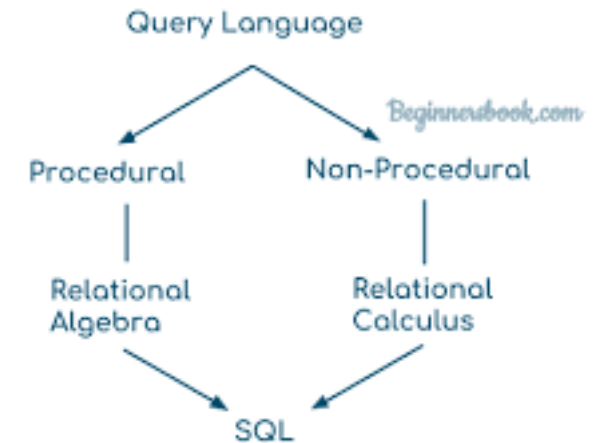 Query Language
Beginnersbook.com
Procedural
Non-Procedural
Relational
Algebra
Relational
Calculus
SQL